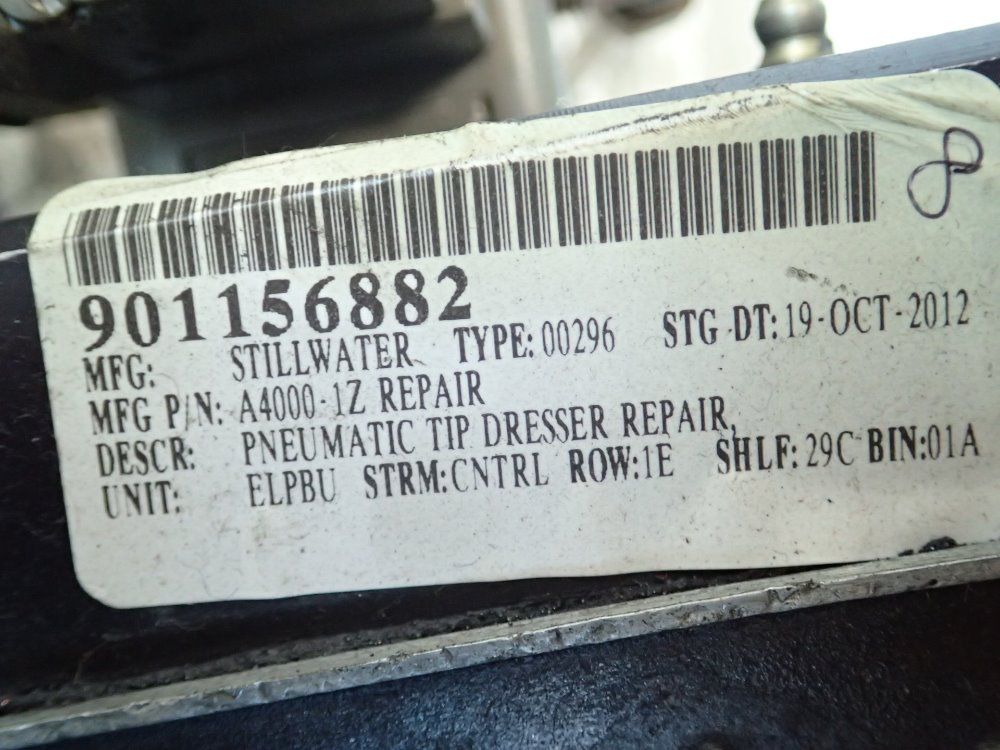 8
901156882
MFG: STILLWATER TYPE: 00296 STG DT: 19-OCT-2012
MFG P/N: A4000-1Z REPAIR
DESCR: PNEUMATIC TIP DRESSER REPAIR,
UNIT: ELPBU STRM: CNTRL ROW: 1E SHLF: 29C BIN: 01A